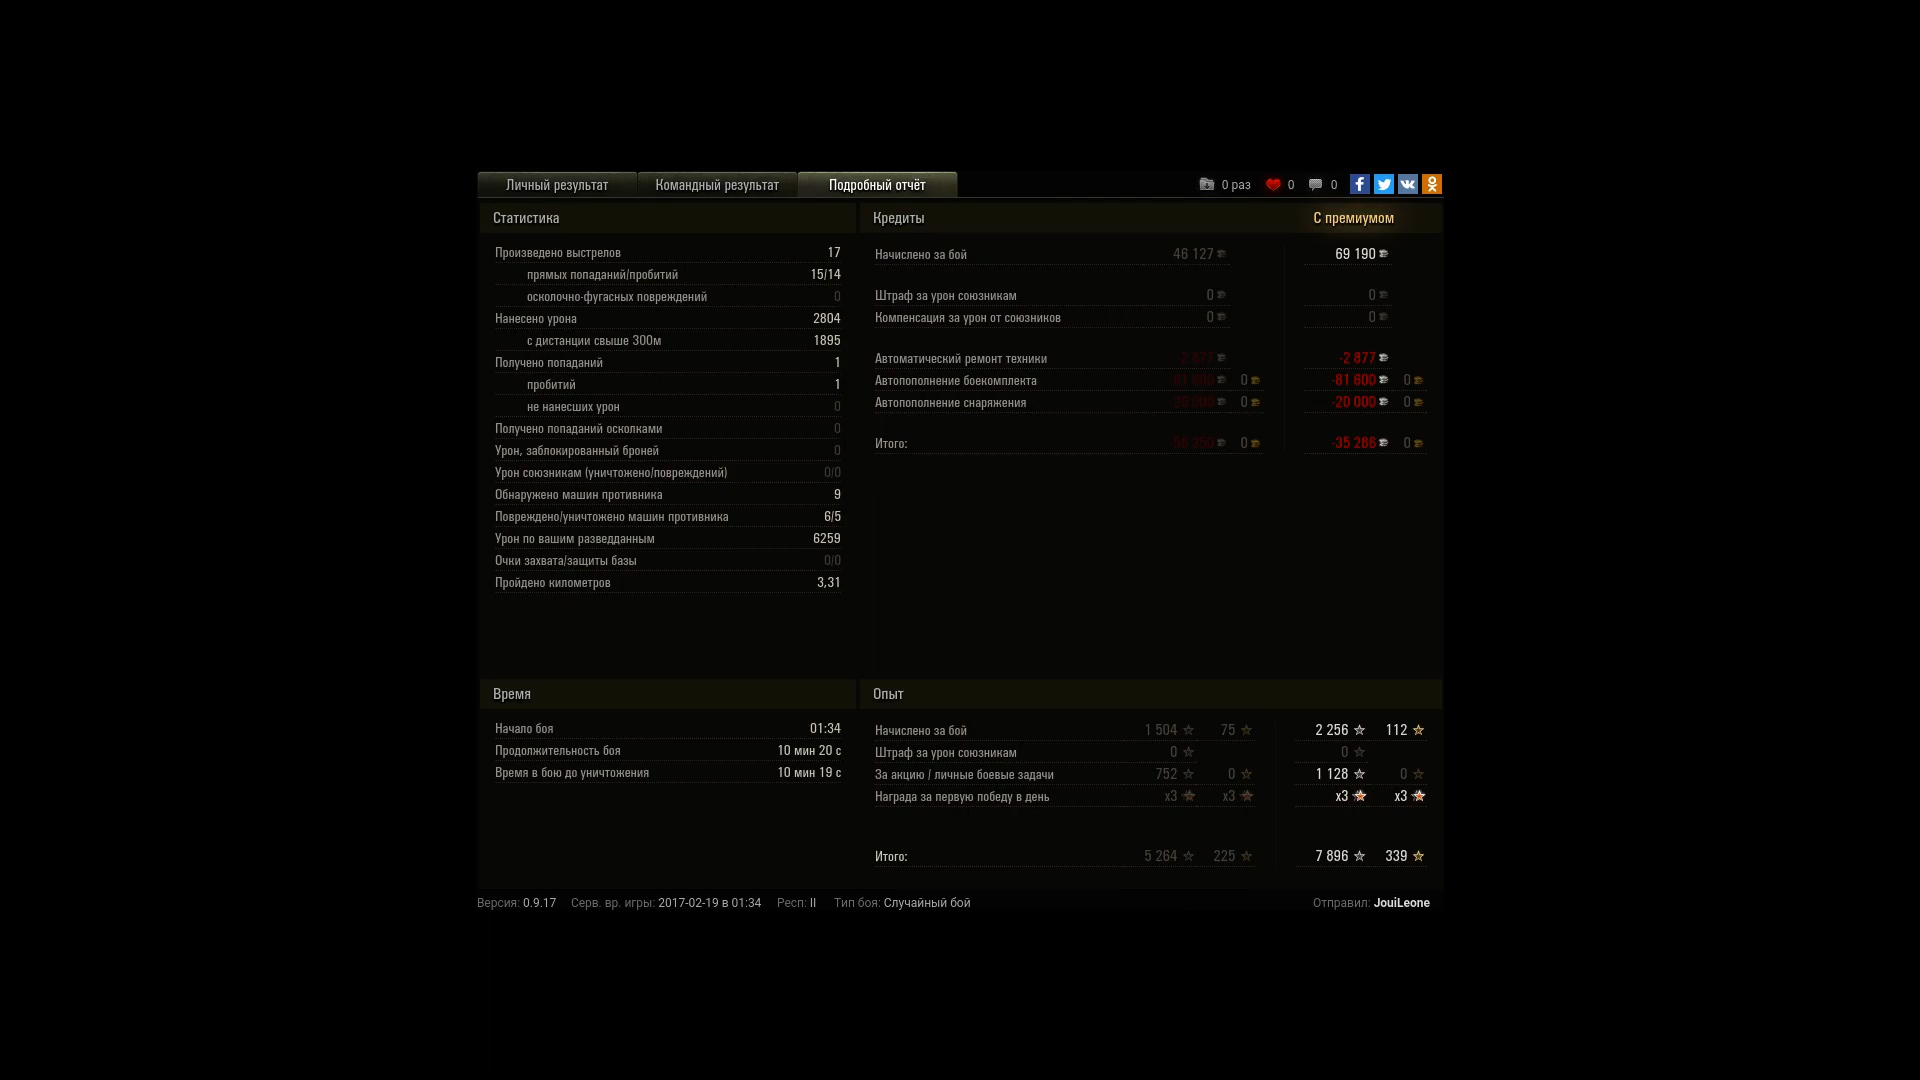 Личный результат Командный результат Подробный отчёт 0 раз 0 0
Статистика
Произведено выстрелов 17
прямых попаданий/пробитий 15/14
осколочно-фугасных повреждений 0
Нанесено урона 2804
с дистанции свыше 300м 1895
Получено попаданий 1
пробитий 1
не нанесших урон 0
Получено попаданий осколками 0
Урон, заблокированный броней 0
Урон союзникам (уничтожено/повреждений) 0/0
Обнаружено машин противника 9
Повреждено/уничтожено машин противника 6/5
Урон по вашим разведданным 6259
Очки захвата/защиты базы 0/0
Пройдено километров 3,31
Кредиты С премиумом
Начислено за бой 46 127 69 190
Штраф за урон союзникам 0 0
Компенсация за урон от союзников 0 0
Автоматический ремонт техники -2 877 -2 877
Автопополнение боекомплекта -81 600 0 -81 600 0
Автопополнение снаряжения -20 000 0 -20 000 0
Итого: 0 -35 286 0
Время
Начало боя 01:34
Продолжительность боя 10 мин 20 с
Время в бою до уничтожения 10 мин 19 с
Опыт
Начислено за бой 1 504 75 2 256 112
Штраф за урон союзникам 0 0
За акцию / личные боевые задачи 752 0 1 128 0
Награда за первую победу в день x3 x3 x3 x3
Итого: 5 264 225 7 896 339
Версия: 0.9.17 Серв. вр. игры: 2017-02-19 в 01:34 Респ: II Тип боя: Случайный бой Отправил: JouiLeone